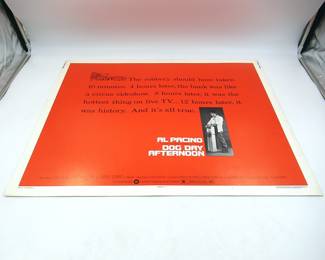 The robbery should have taken
10 minutes. 4 hours later, the bank was like
a circus sideshow. 8 hours later, it was the
hottest thing on live TV... 12 hours later, it
was history. And it's all true.
AL PACINO
DOG DAY
AFTERNOON